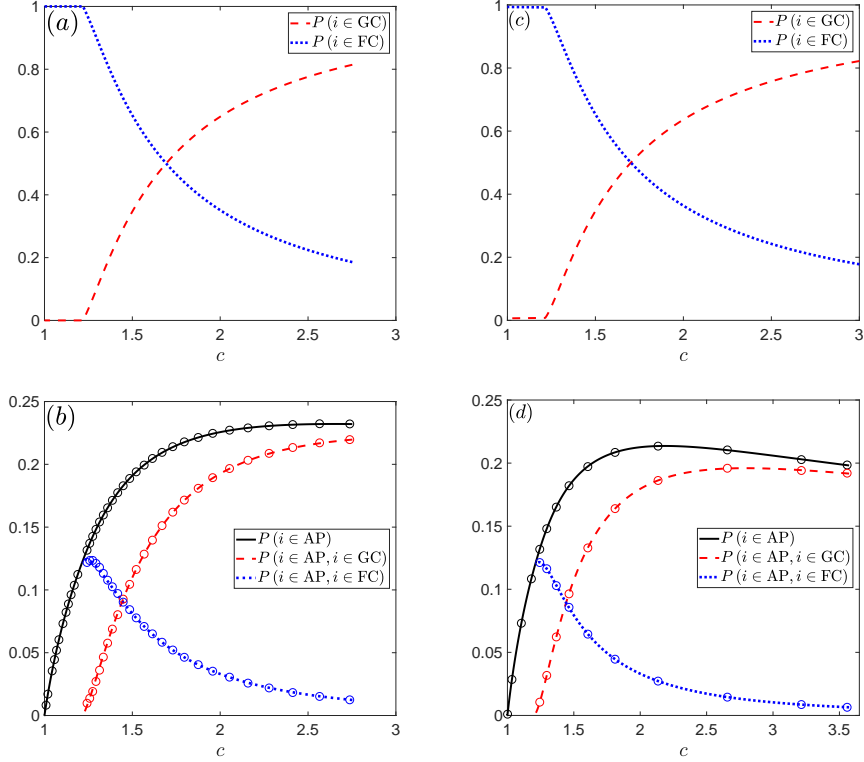 (a)
P (i ∈ GC)
P (i ∈ FC)
1
0.8
0.6
0.4
0.2
0
1 1.5 2 2.5 3
c
(c)
P (i ∈ GC)
P (i ∈ FC)
1
0.8
0.6
0.4
0.2
0
1 1.5 2 2.5 3
c
(b)
0.25
0.2
0.15
0.1
0.05
0
P (i ∈ AP)
P (i ∈ AP, i ∈ GC)
P (i ∈ AP, i ∈ FC)
1 1.5 2 2.5 3
c
(d)
0.25
0.2
0.15
0.1
0.05
0
P (i ∈ AP)
P (i ∈ AP, i ∈ GC)
P (i ∈ AP, i ∈ FC)
1 1.5 2 2.5 3 3.5
c